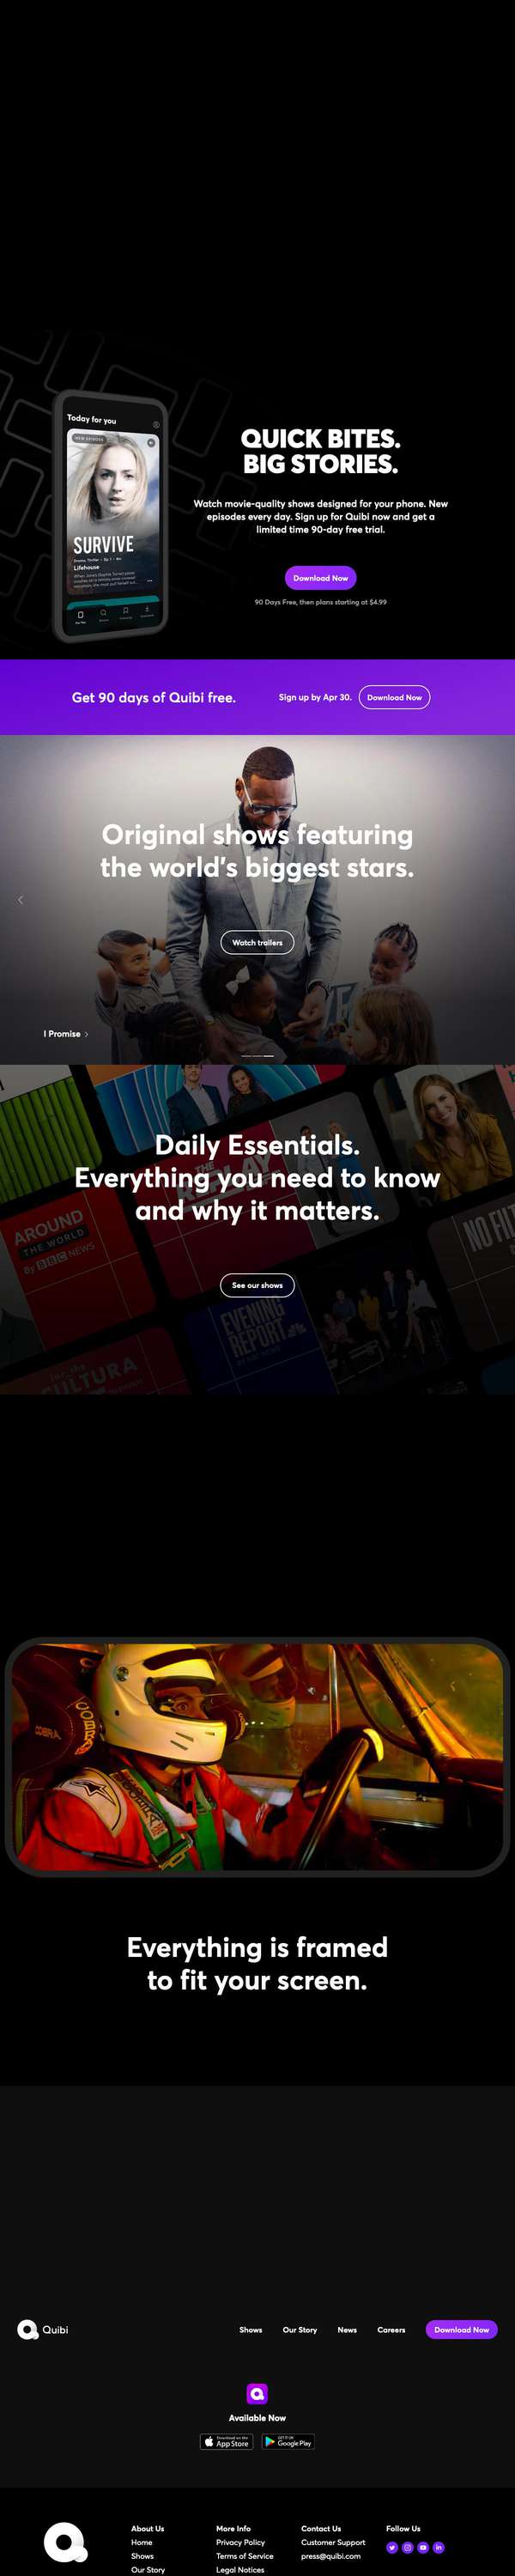 Today for you
NEW EPISODE
SURVIVE
Lifehouse
QUICK BITES.
BIG STORIES.
Watch movie-quality shows designed for your phone. New
episodes every day. Sign up for Quibi now and get a
limited time 90-day free trial.
Download Now
90 Days Free, then plans starting at $4.99
Get 90 days of Quibi free.
Sign up by Apr 30.
Download Now
Original shows featuring
the world's biggest stars.
Watch trailers
I Promise
Daily Essentials.
Everything you need to know
and why it matters.
THE
REPLAY
AROUND
THE WORLD
By BBC NEWS
NO FIL
See our shows
EVENING
REPORT
CULTURA
COBRA
Everything is framed
to fit your screen.
Quibi
Shows
Our Story
News
Careers
Download Now
Available Now
Download on the
App Store
GET IT ON
Google Play
About Us
Home
Shows
Our Story
More Info
Privacy Policy
Terms of Service
Legal Notices
Contact Us
Customer Support
press@quibi.com
Follow Us